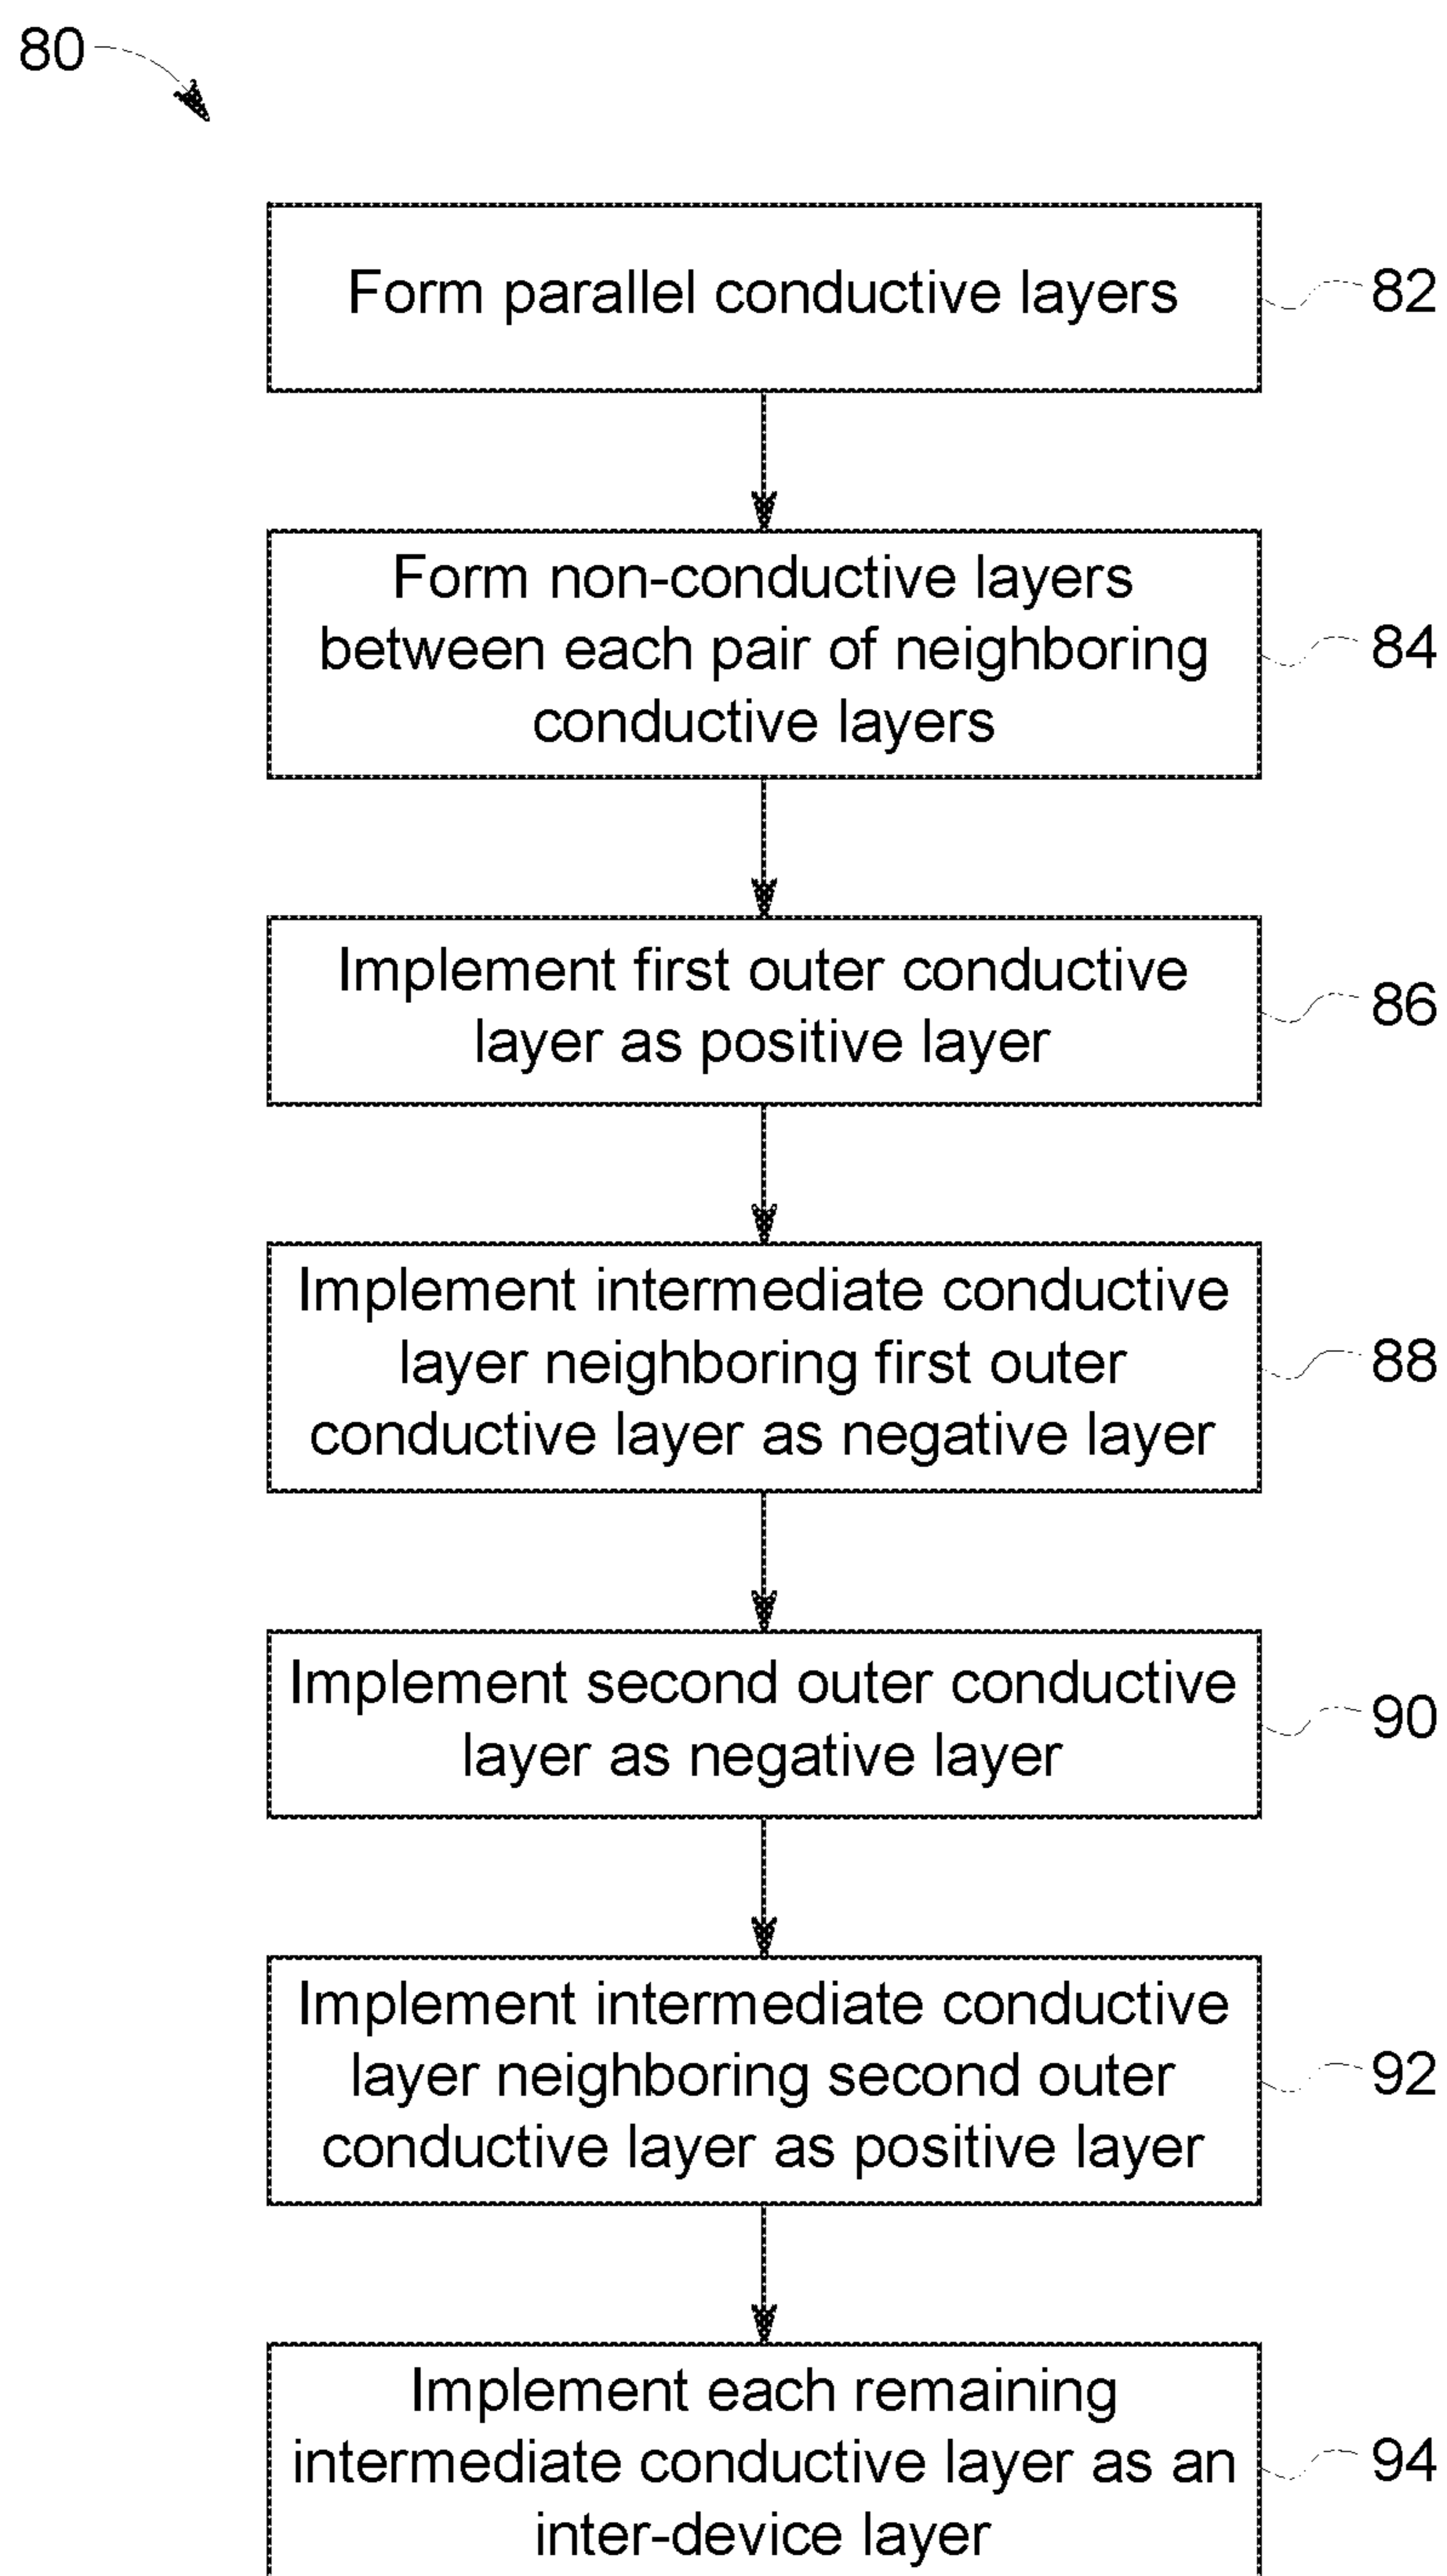 80
Form parallel conductive layers
82
Form non-conductive layers
between each pair of neighboring
conductive layers
84
Implement first outer conductive
layer as positive layer
86
Implement intermediate conductive
layer neighboring first outer
conductive layer as negative layer
88
Implement second outer conductive
layer as negative layer
90
Implement intermediate conductive
layer neighboring second outer
conductive layer as positive layer
92
Implement each remaining
intermediate conductive layer as an
inter-device layer
94